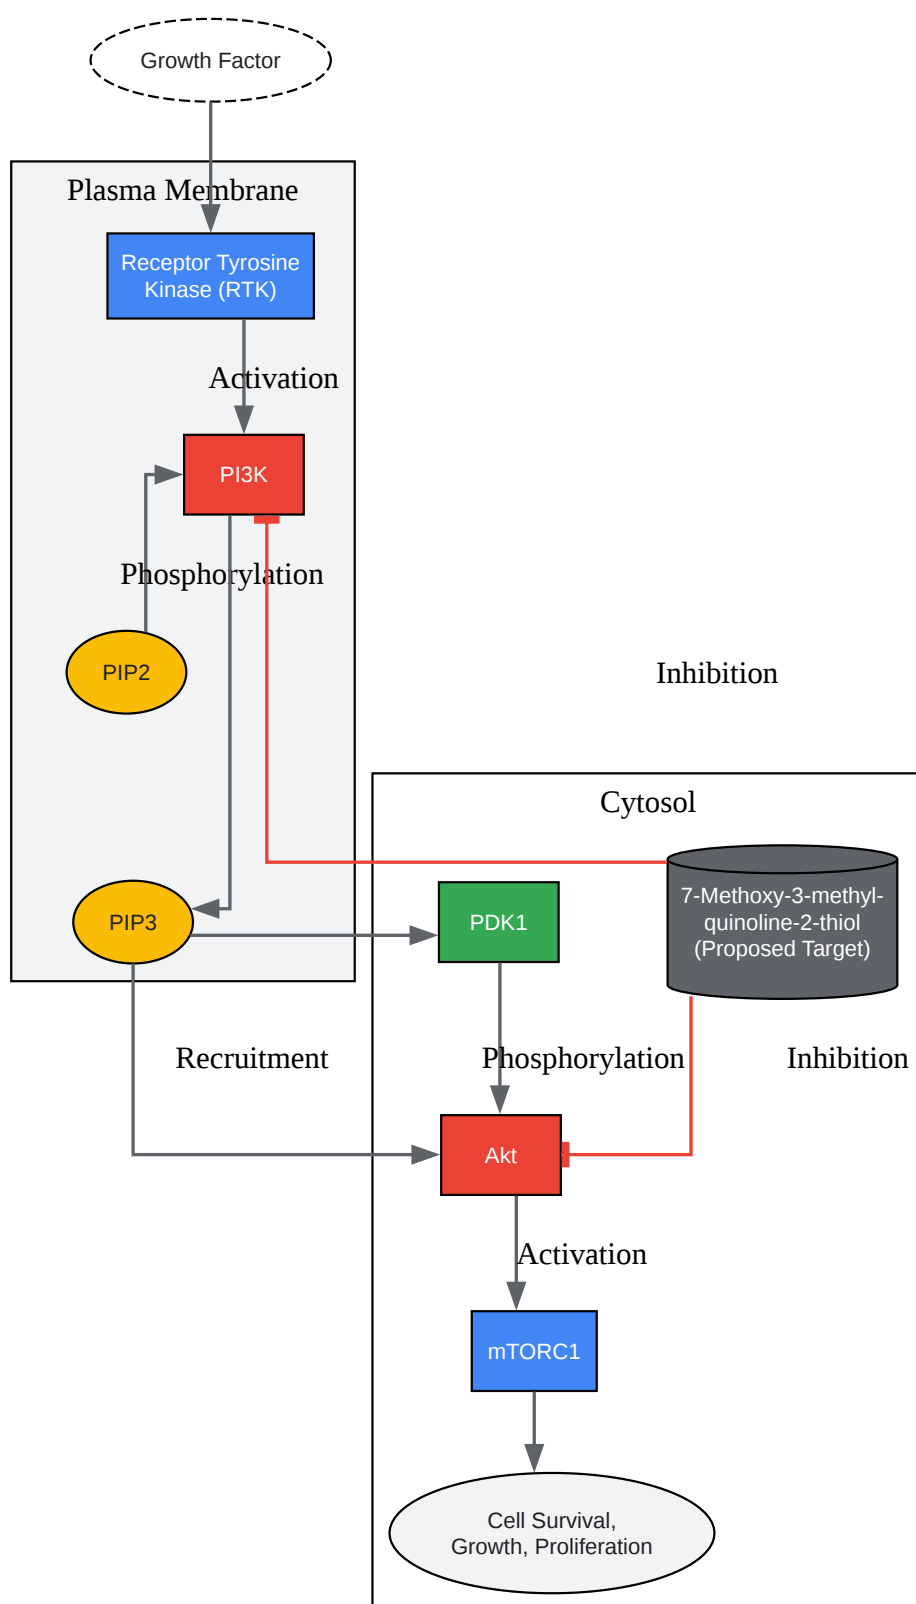 Growth Factor
Plasma Membrane
Receptor Tyrosine
Kinase (RTK)
Activation
PI3K
Phosphorylation
PIP2
Inhibition
Cytosol
7-Methoxy-3-methyl-
quinoline-2-thiol
(Proposed Target)
PIP3
PDK1
Recruitment
Phosphorylation
Inhibition
Akt
Activation
mTORC1
Cell Survival,
Growth, Proliferation